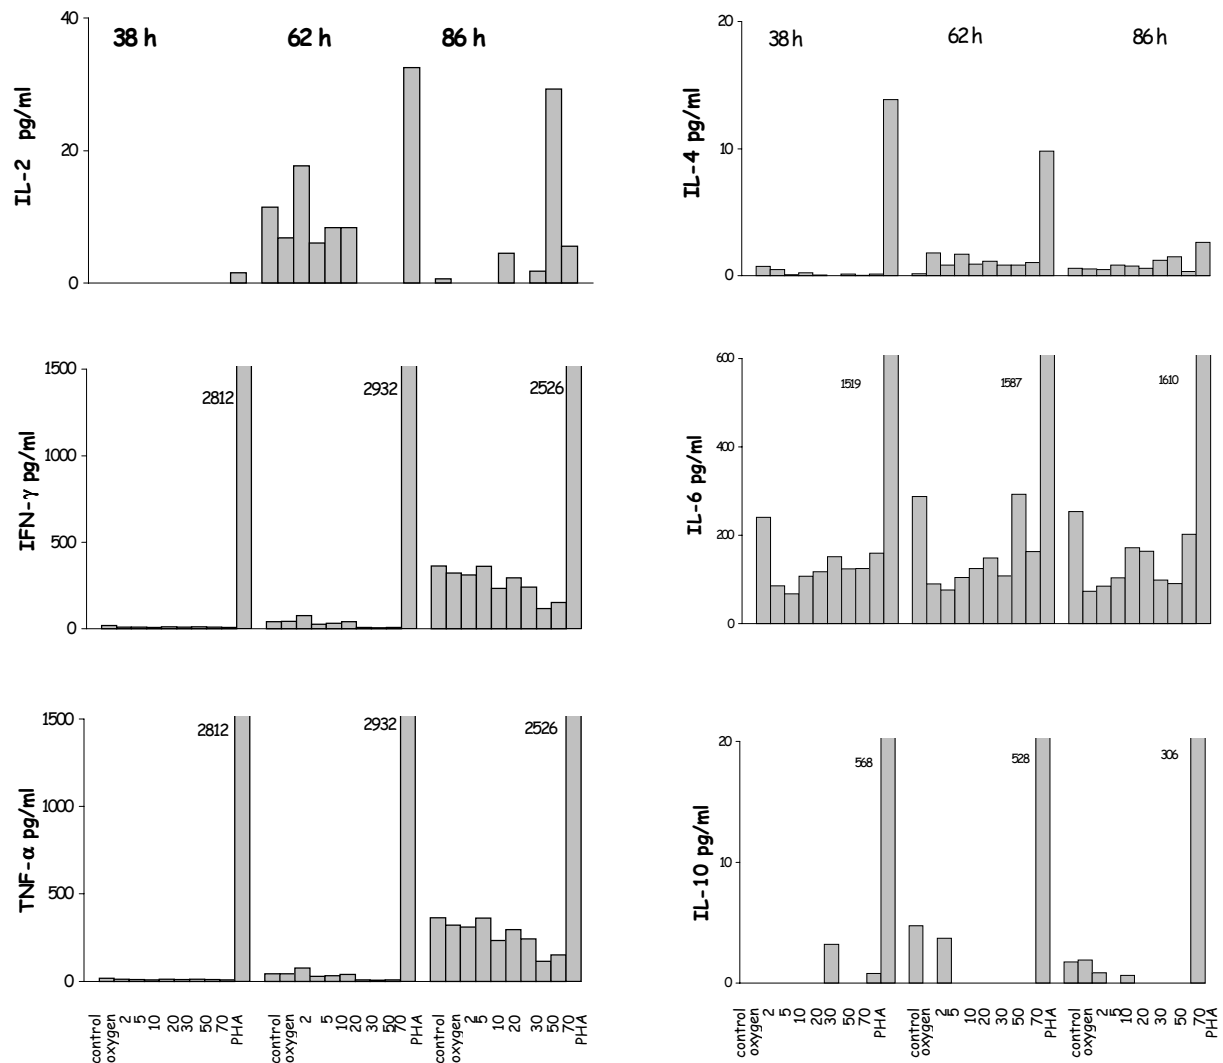 38 h
62 h
86 h
IL-2 pg/ml
40
20
0
38 h
62 h
86 h
IL-4 pg/ml
20
10
0
IFN-γ pg/ml
1500
1000
500
0
2812
2932
2526
IL-6 pg/ml
600
400
200
0
1519
1587
1610
TNF-α pg/ml
1500
1000
500
0
2812
2932
2526
IL-10 pg/ml
20
10
0
568
528
306
control
oxygen
2
5
10
20
30
50
70
PHA
control
oxygen
2
5
10
20
30
50
70
PHA
control
oxygen
2
5
10
20
30
50
70
PHA
control
oxygen
2
5
10
20
30
50
70
PHA
control
oxygen
2
5
10
20
30
50
70
PHA
control
oxygen
2
5
10
20
30
50
70
PHA